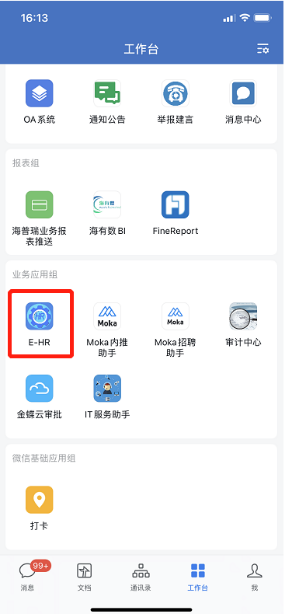 16:13
工作台
OA系统
通知公告
举报建言
消息中心
报表组
海普瑞业务报
表推送
海有数BI
FineReport
业务应用组
E-HR
Moka
Moka内推
助手
Moka
Moka招聘
助手
审计中心
金蝶云审批
IT服务助手
微信基础应用组
打卡
99+
消息
文档
通讯录
工作台
我